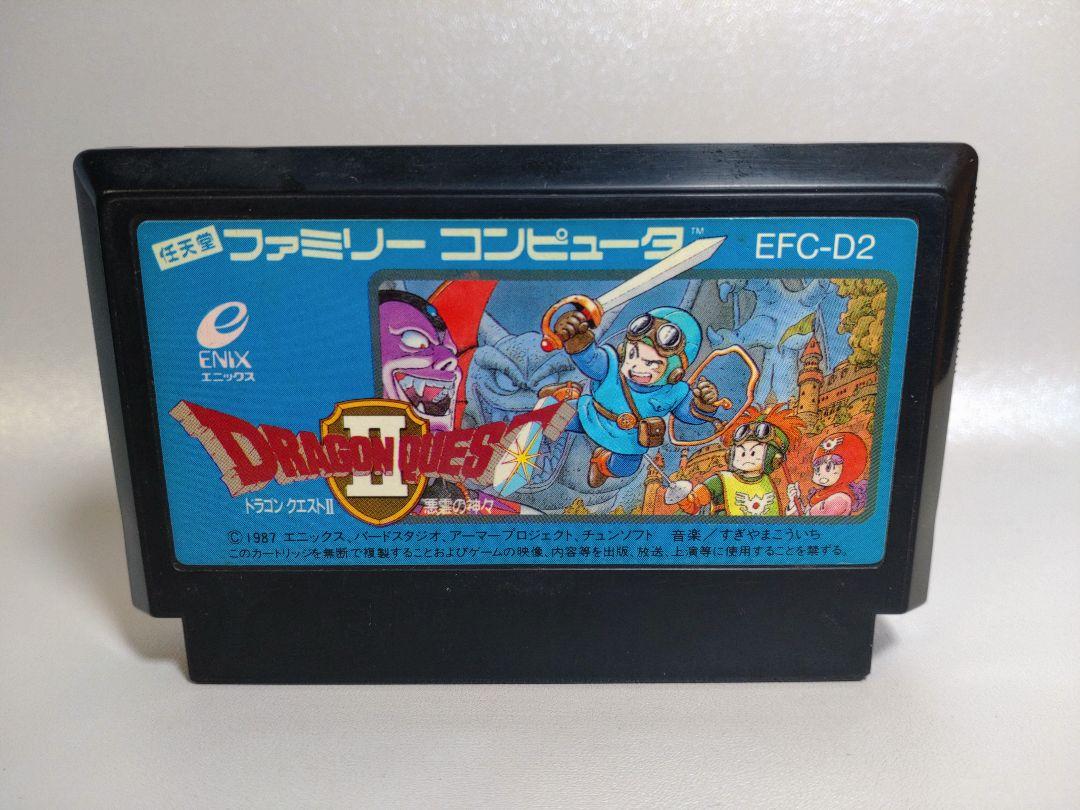 任天堂 ファミリー コンピュータ™ EFC-D2
ENIX
エニックス
DRAGON QUEST
II
ドラゴン クエストII 悪霊の神々
©1987 エニックス、バードスタジオ、アーマープロジェクト、チュンソフト 音楽／すぎやまこういち
このカートリッジを無断で複製することおよびゲームの映像、内容等を出版、放送、上演等に使用することを禁ずる。